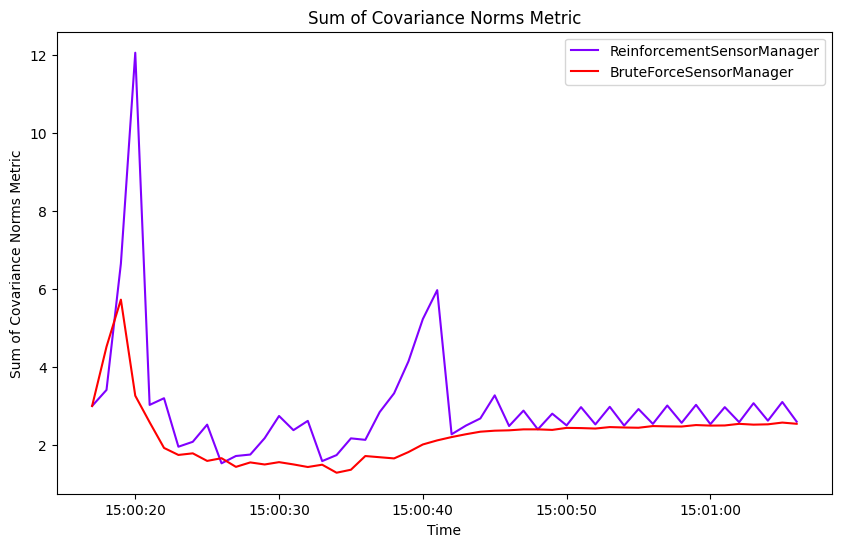 Sum of Covariance Norms Metric
ReinforcementSensorManager
BruteForceSensorManager
Sum of Covariance Norms Metric
12
10
8
6
4
2
15:00:20
15:00:30
15:00:40
15:00:50
15:01:00
Time